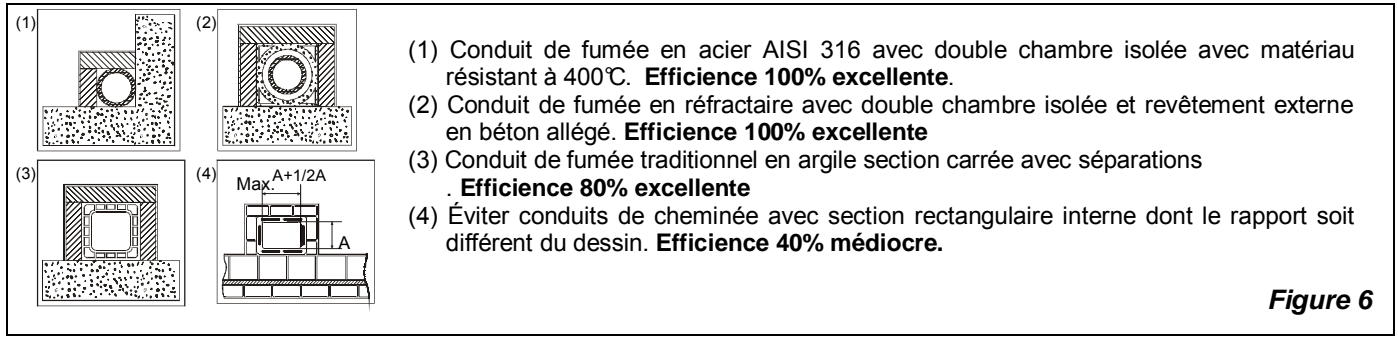 (1)
(2)
(3)
(4)
Max.
A+1/2A
A
(1) Conduit de fumée en acier AISI 316 avec double chambre isolée avec matériau
résistant à 400℃. Efficience 100% excellente.
(2) Conduit de fumée en réfractaire avec double chambre isolée et revêtement externe
en béton allégé. Efficience 100% excellente
(3) Conduit de fumée traditionnel en argile section carrée avec séparations
. Efficience 80% excellente
(4) Éviter conduits de cheminée avec section rectangulaire interne dont le rapport soit
différent du dessin. Efficience 40% médiocre.
Figure 6